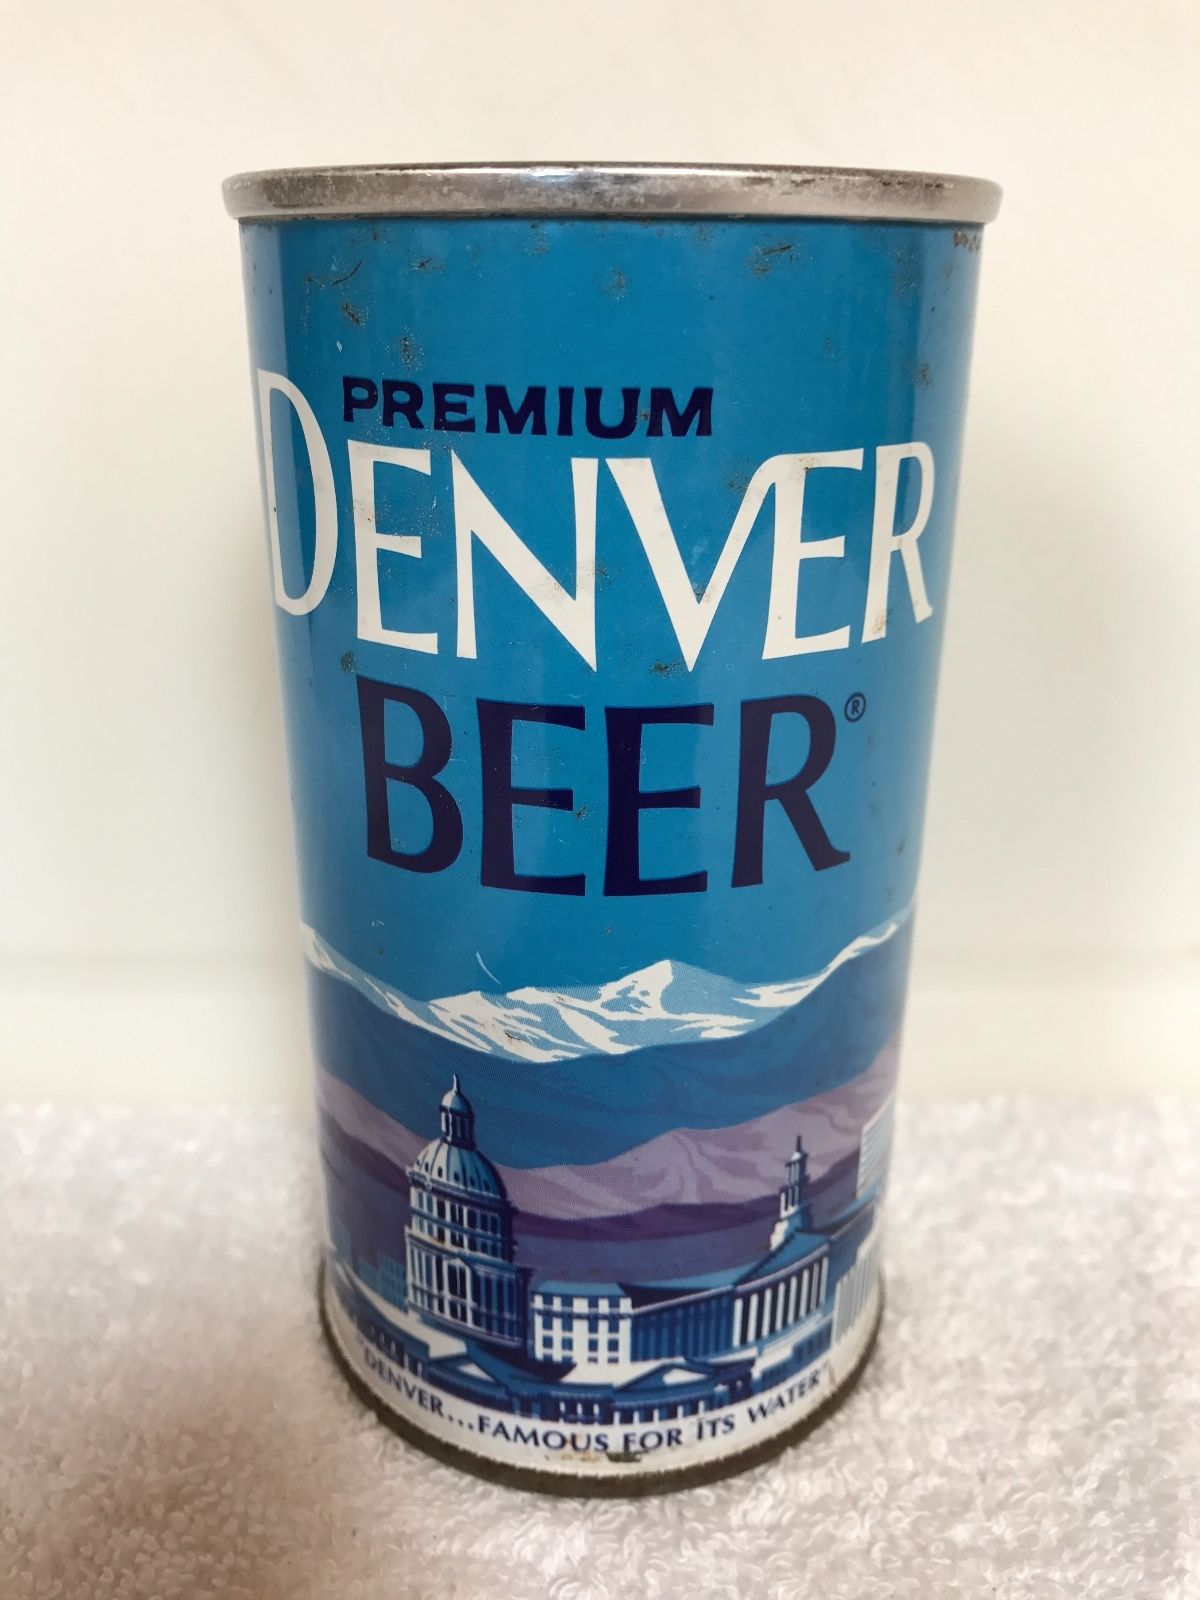 PREMIUM
DENVER
BEER®
"DENVER...FAMOUS FOR ITS WATER"